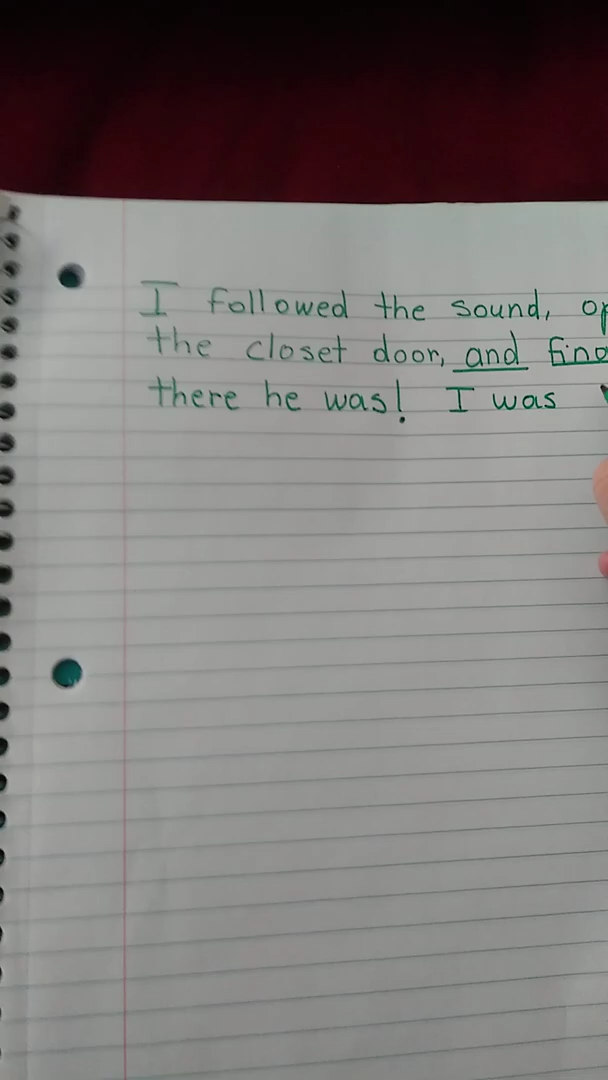 I followed the sound,
the closet door, and
there he was! I was